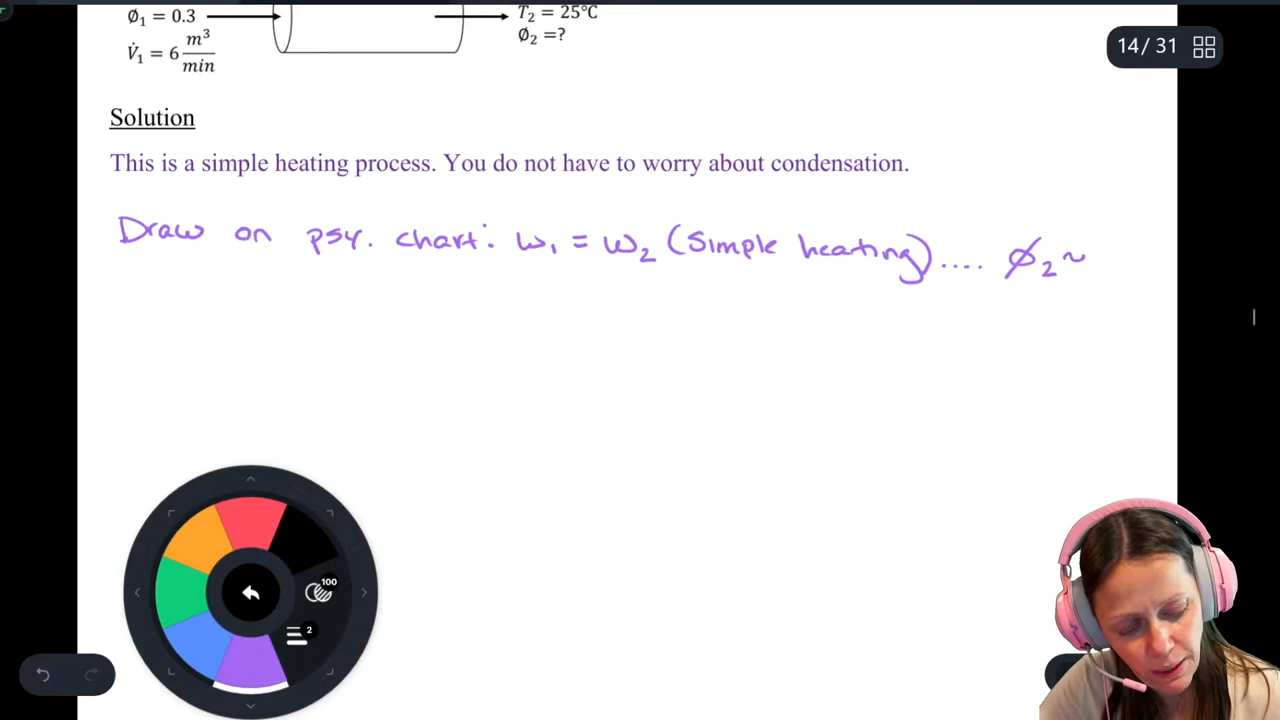 Ø₁ = 0.3
T₂ = 25°C
Ø₂ =?
V̇₁ = 6 m³/min
14/ 31
Solution
This is a simple heating process. You do not have to worry about condensation.
Draw on psy. chart: ω₁ = ω₂ (Simple heating).... Ø₂ ~
100
2